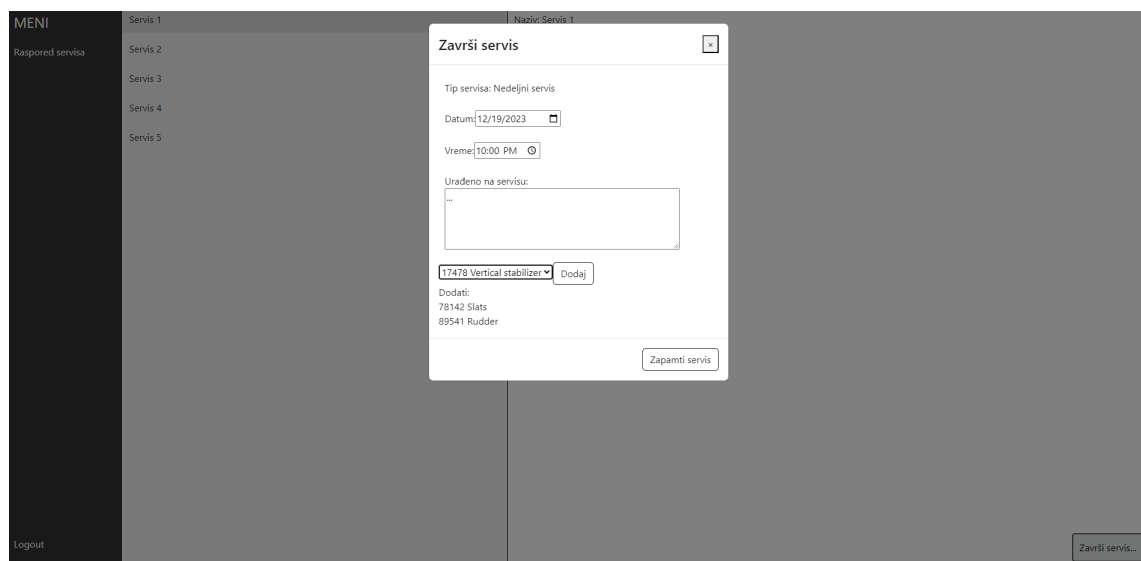 MENI
Raspored servisa
Logout
Servis 1
Servis 2
Servis 3
Servis 4
Servis 5
Naziv: Servis 1
Završi servis
×
Tip servisa: Nedeljni servis
Datum: 12/19/2023
Vreme: 10:00 PM
Urađeno na servisu:
...
17478 Vertical stabilizer Dodaj
Dodati:
78142 Slats
89541 Rudder
Zapamti servis
Završi servis...